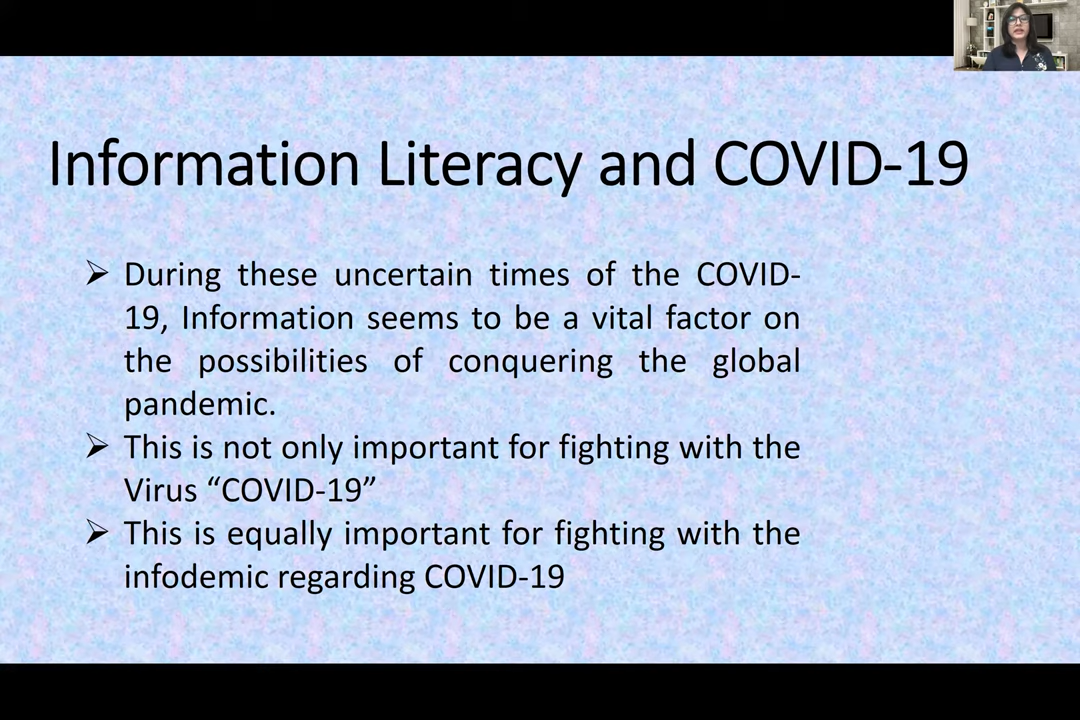 Information Literacy and COVID-19
➢ During these uncertain times of the COVID-
19, Information seems to be a vital factor on
the possibilities of conquering the global
pandemic.
➢ This is not only important for fighting with the
Virus “COVID-19”
➢ This is equally important for fighting with the
infodemic regarding COVID-19